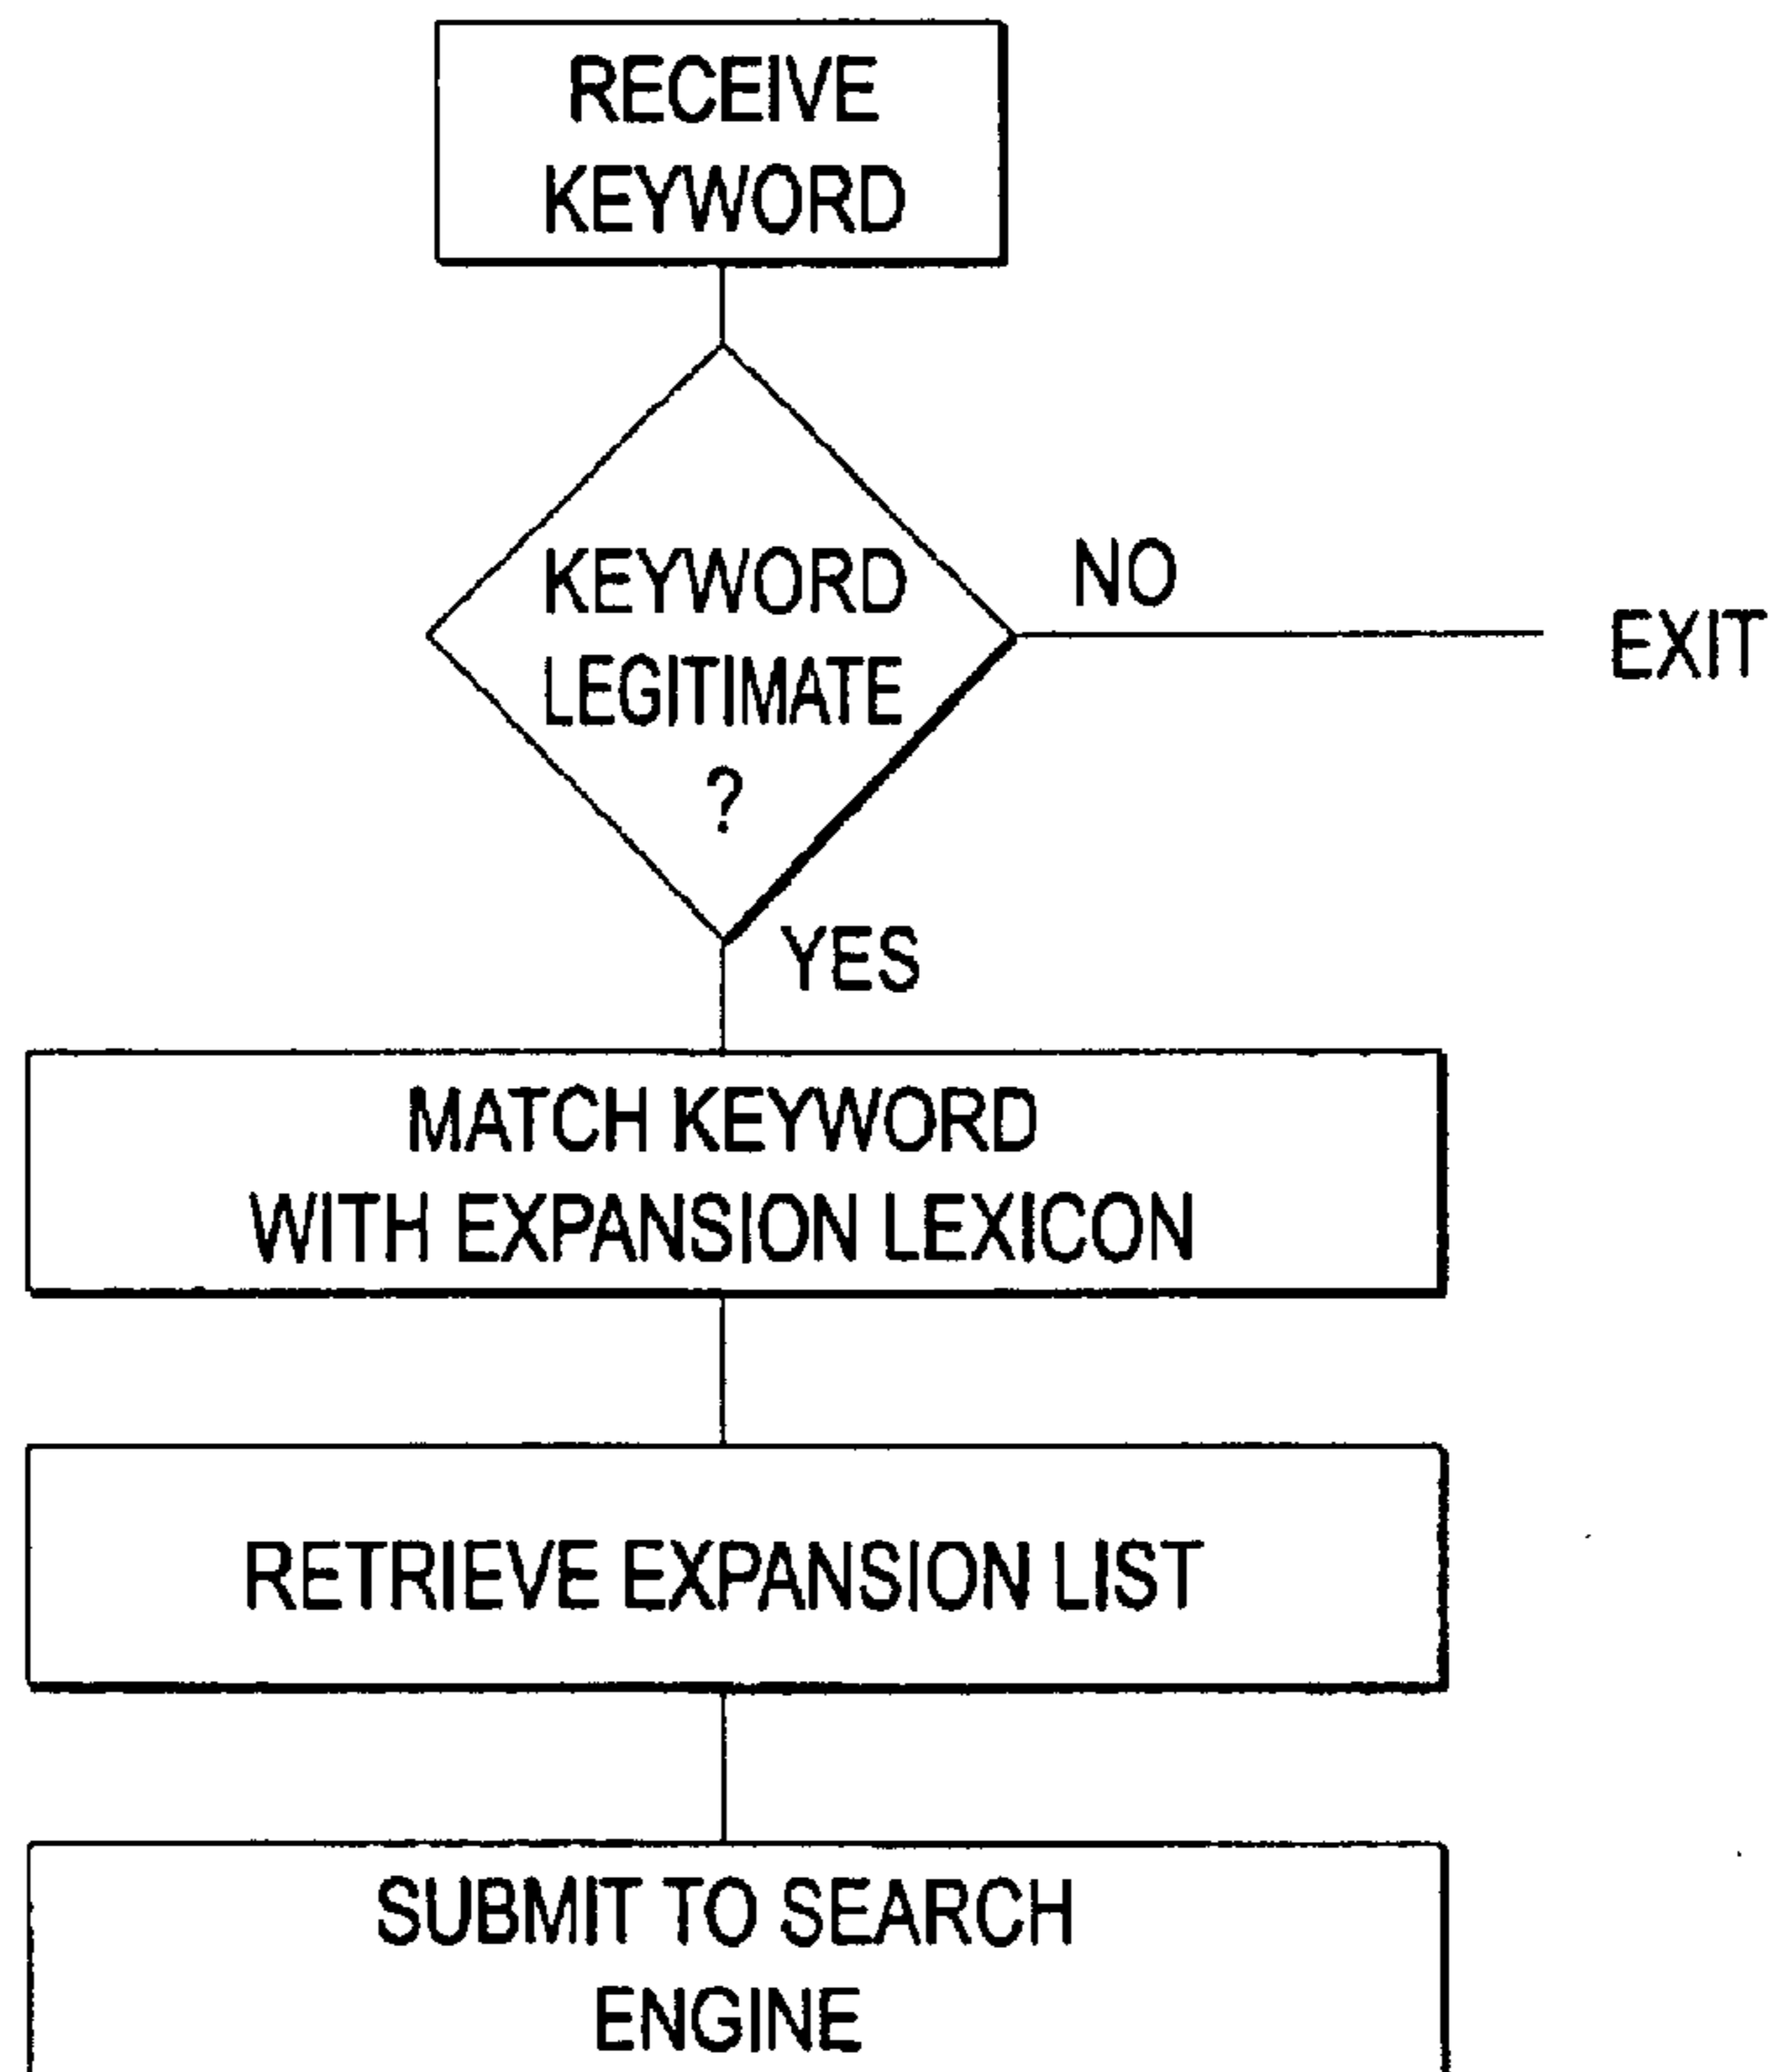 RECEIVE
KEYWORD
KEYWORD
LEGITIMATE
?
NO
EXIT
YES
MATCH KEYWORD
WITH EXPANSION LEXICON
RETRIEVE EXPANSION LIST
SUBMIT TO SEARCH
ENGINE